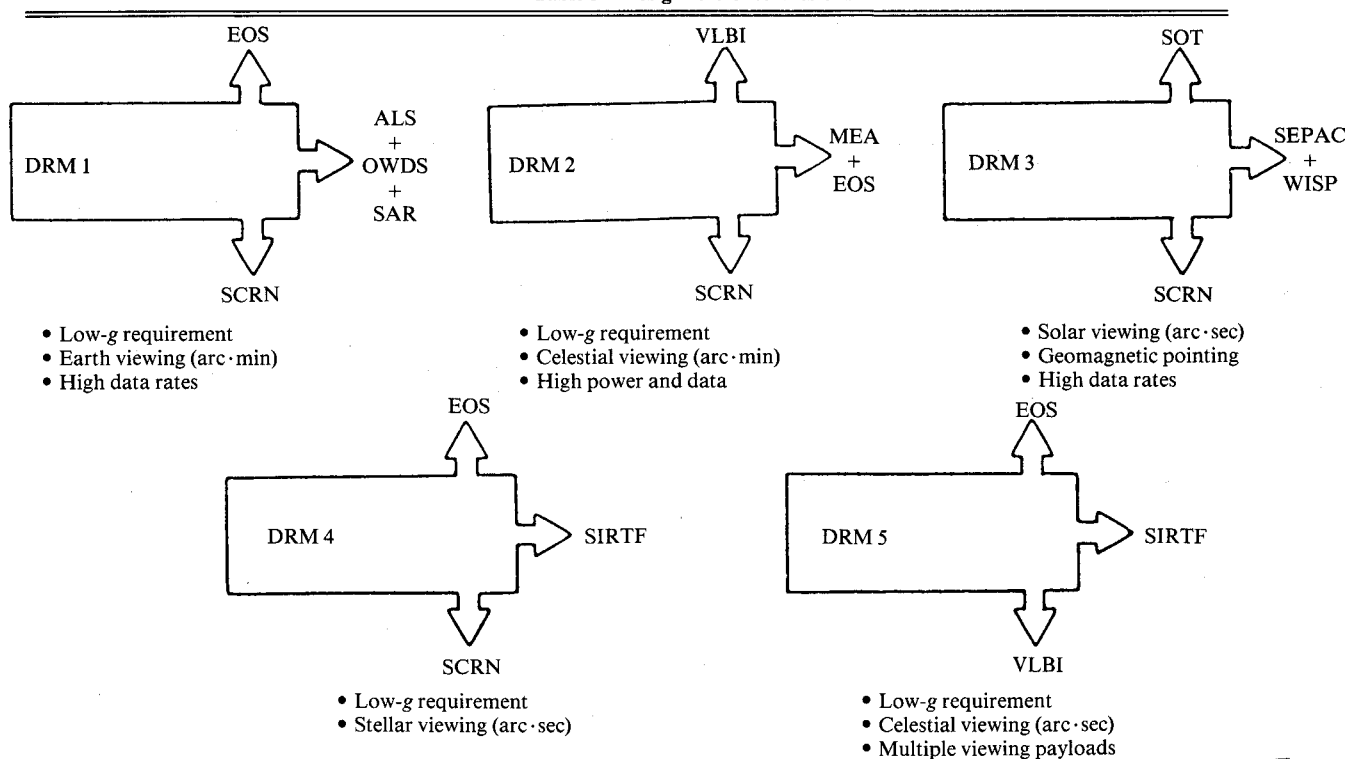 EOS
DRM 1
ALS
+
OWDS
+
SAR
SCRN
• Low-g requirement
• Earth viewing (arc·min)
• High data rates
VLBI
DRM 2
MEA
+
EOS
SCRN
• Low-g requirement
• Celestial viewing (arc·min)
• High power and data
SOT
DRM 3
SEPAC
+
WISP
SCRN
• Solar viewing (arc·sec)
• Geomagnetic pointing
• High data rates
EOS
DRM 4
SIRTF
SCRN
• Low-g requirement
• Stellar viewing (arc·sec)
EOS
DRM 5
SIRTF
VLBI
• Low-g requirement
• Celestial viewing (arc·sec)
• Multiple viewing payloads